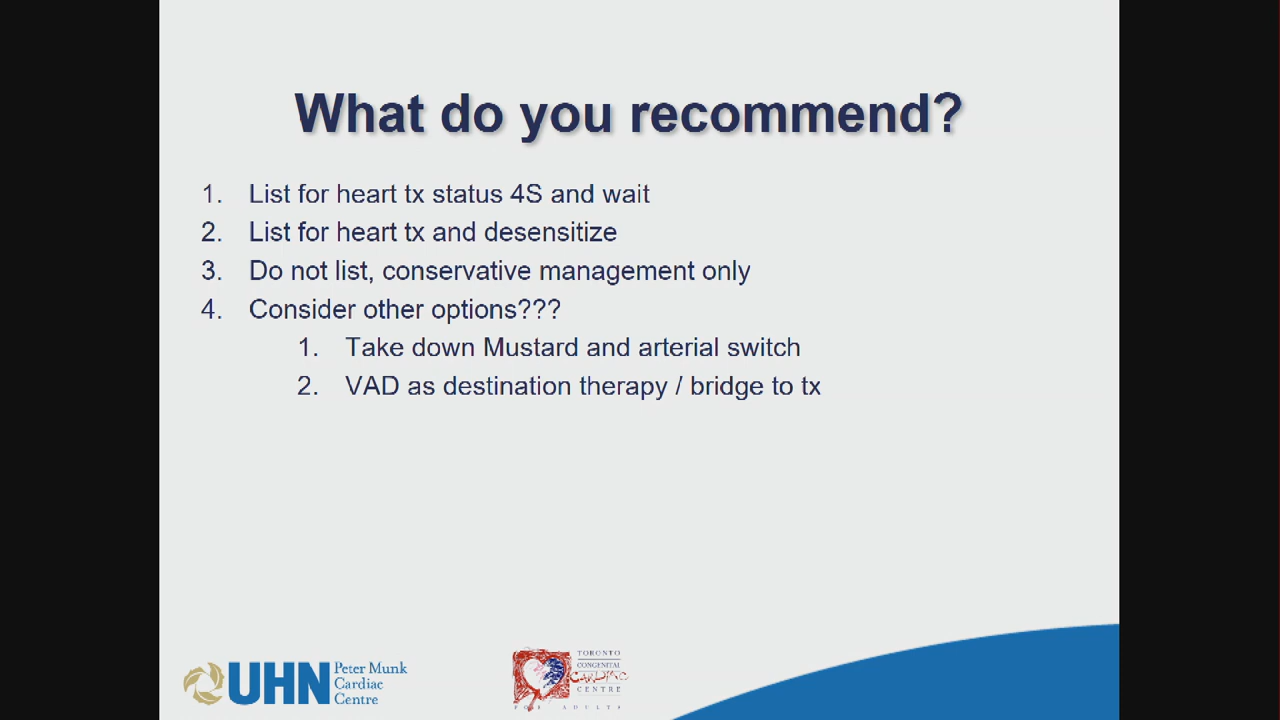 What do you recommend?
1. List for heart tx status 4S and wait
2. List for heart tx and desensitize
3. Do not list, conservative management only
4. Consider other options???
1. Take down Mustard and arterial switch
2. VAD as destination therapy / bridge to tx
UHN Peter Munk
Cardiac
Centre
TORONTO
CONGENITAL
CARDIAC
CENTRE
FOR ADULTS